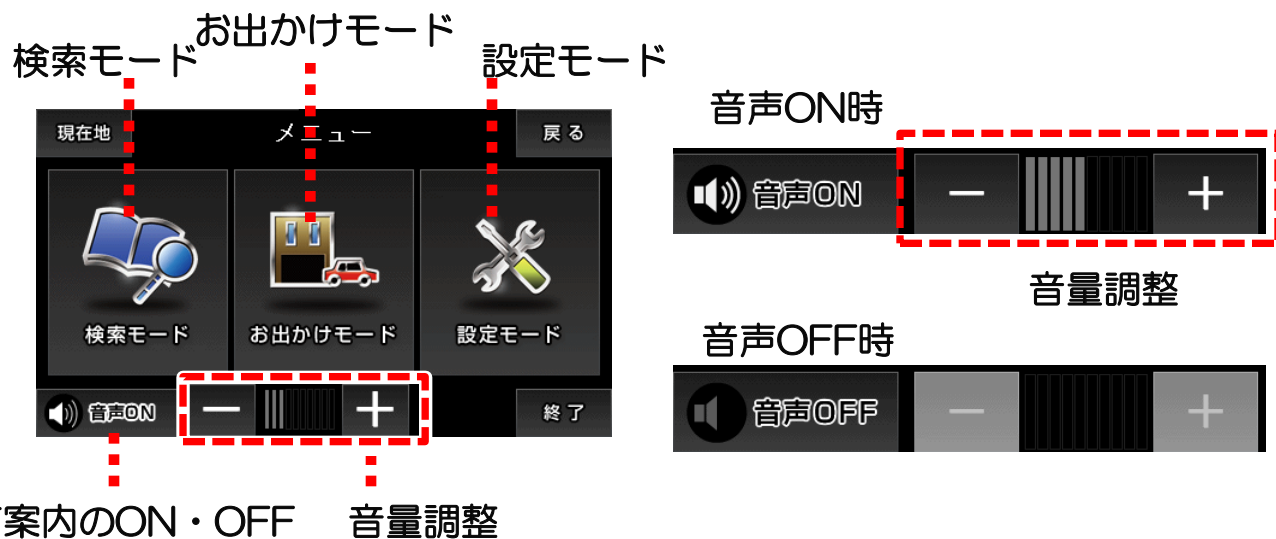 お出かけモード
検索モード
設定モード
現在地
メニュー
戻る
検索モード
お出かけモード
設定モード
音声ON
−
+
終了
案内のON・OFF
音量調整
音声ON時
音声ON
−
+
音量調整
音声OFF時
音声OFF
−
+